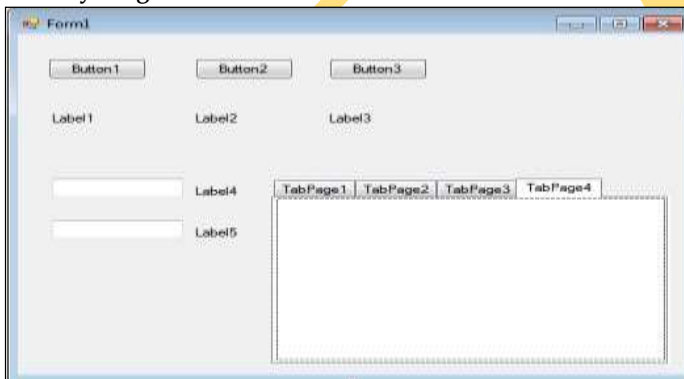 Form1
Button1 Button2 Button3
Label1 Label2 Label3
Label4 TabPage1 TabPage2 TabPage3 TabPage4
Label5